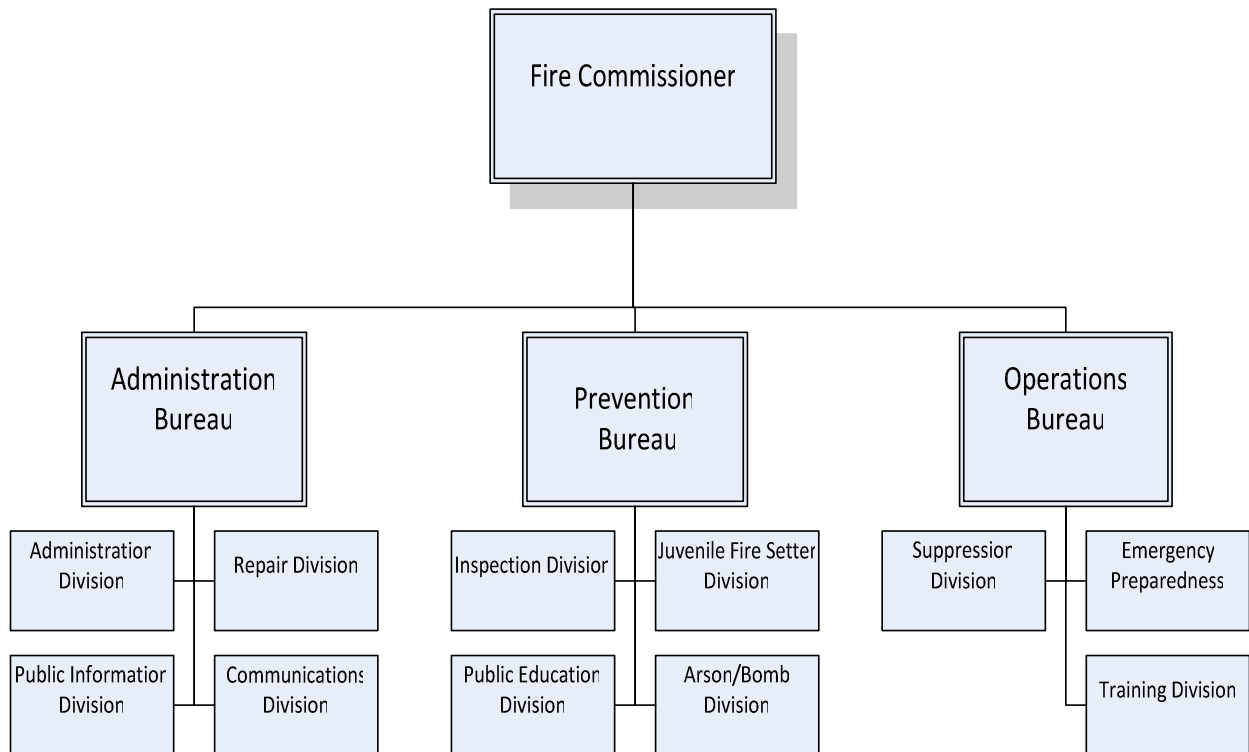 Fire Commissioner
Administration
Bureau
Prevention
Bureau
Operations
Bureau
Administration
Division
Repair Division
Inspection Division
Juvenile Fire Setter
Division
Suppression
Division
Emergency
Preparedness
Public Information
Division
Communications
Division
Public Education
Division
Arson/Bomb
Division
Training Division